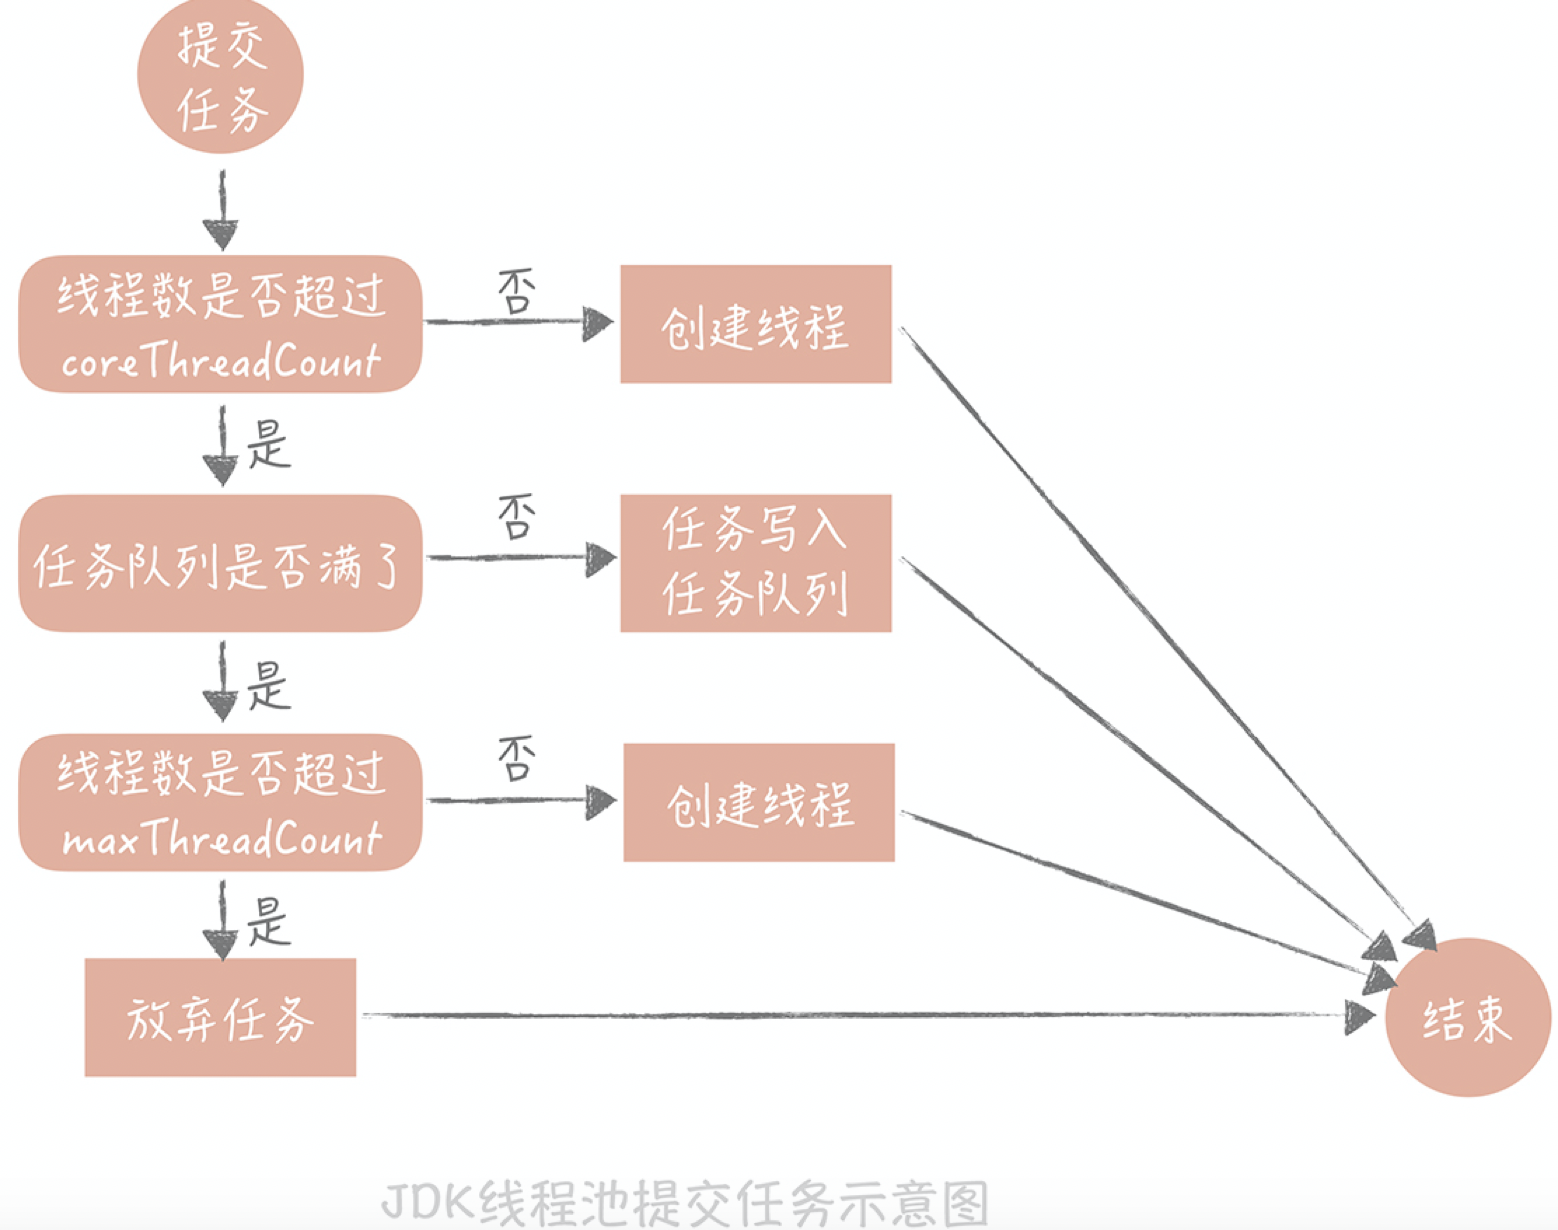 提交
任务
线程数是否超过
coreThreadCount
否
创建线程
是
任务队列是否满了
否
任务写入
任务队列
是
线程数是否超过
maxThreadCount
否
创建线程
是
放弃任务
结束
JDK线程池提交任务示意图